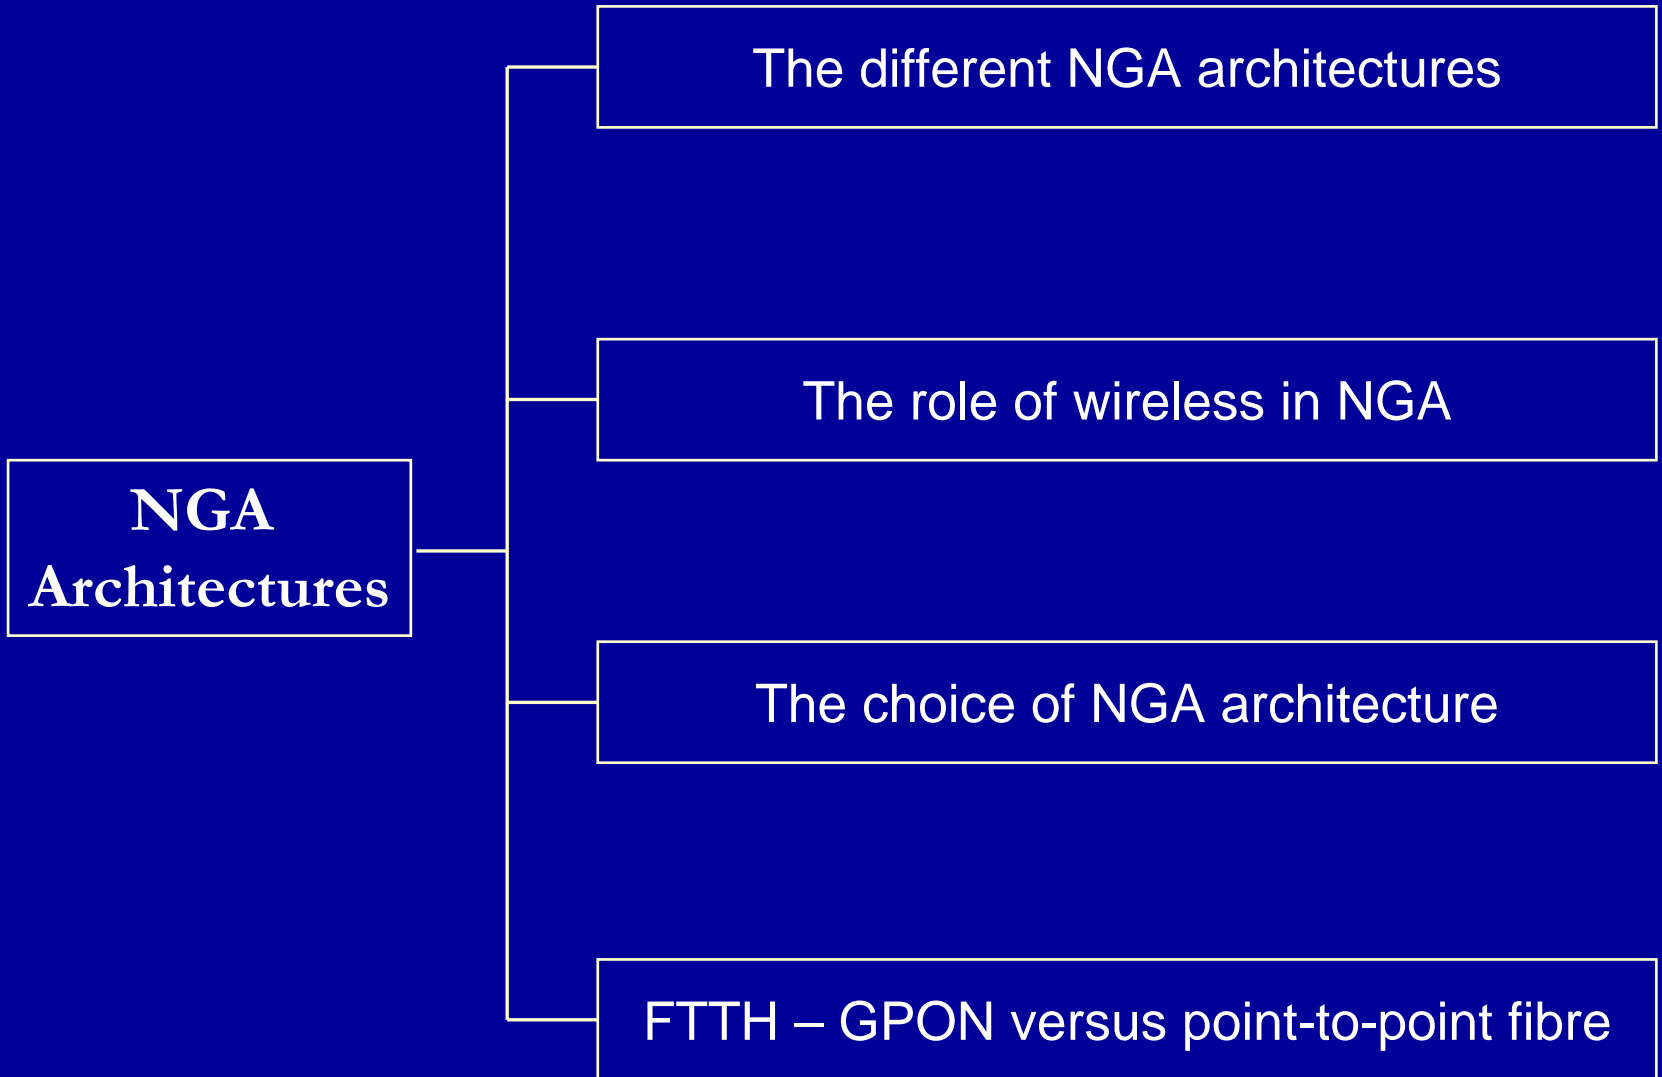 The different NGA architectures
The role of wireless in NGA
NGA
Architectures
The choice of NGA architecture
FTTH – GPON versus point-to-point fibre